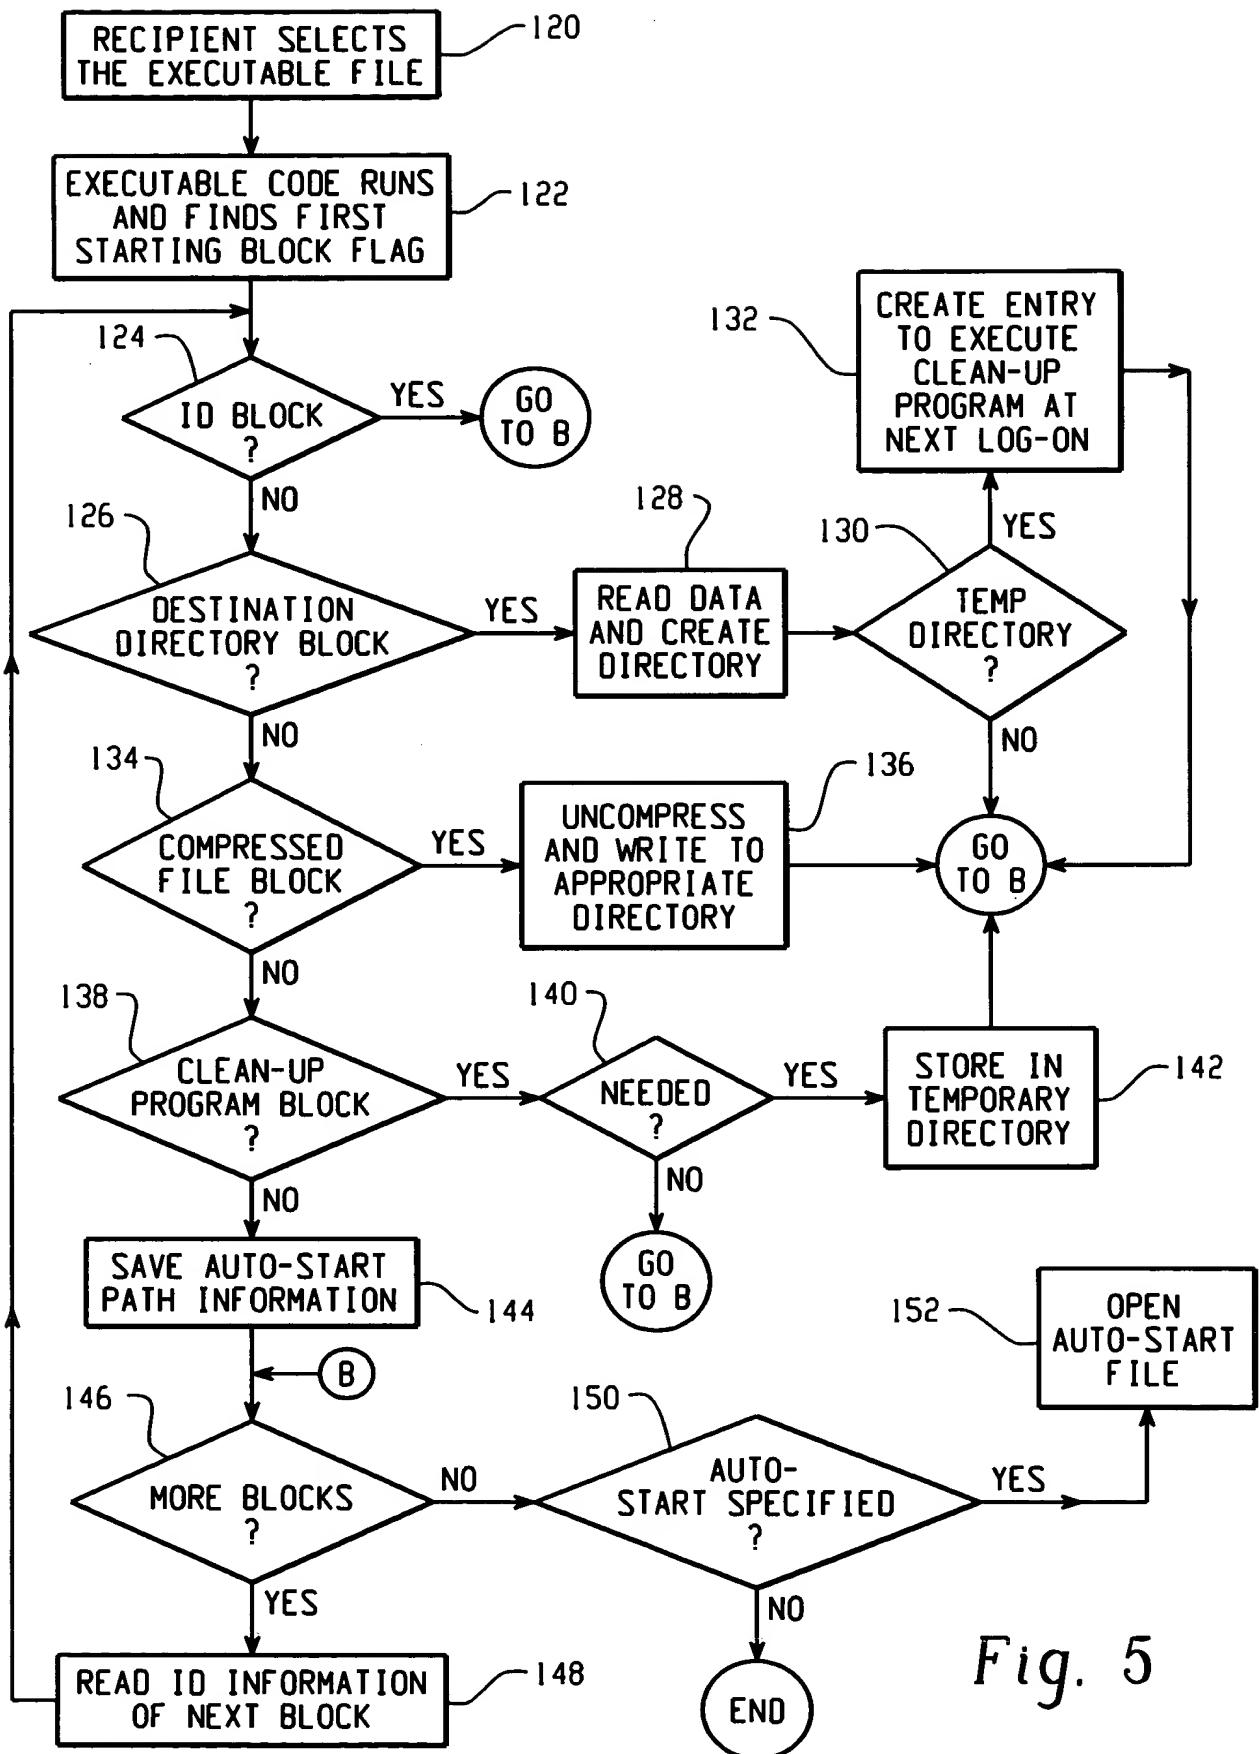 RECIPIENT SELECTS
THE EXECUTABLE FILE
120
EXECUTABLE CODE RUNS
AND FINDS FIRST
STARTING BLOCK FLAG
122
124
ID BLOCK
?
YES
GO
TO B
NO
132
CREATE ENTRY
TO EXECUTE
CLEAN-UP
PROGRAM AT
NEXT LOG-ON
126
DESTINATION
DIRECTORY BLOCK
?
YES
128
READ DATA
AND CREATE
DIRECTORY
130
TEMP
DIRECTORY
?
YES
NO
NO
134
COMPRESSED
FILE BLOCK
?
YES
136
UNCOMPRESS
AND WRITE TO
APPROPRIATE
DIRECTORY
GO
TO B
NO
138
CLEAN-UP
PROGRAM BLOCK
?
YES
140
NEEDED
?
YES
142
STORE IN
TEMPORARY
DIRECTORY
NO
GO
TO B
NO
SAVE AUTO-START
PATH INFORMATION
144
B
146
MORE BLOCKS
?
NO
150
AUTO-
START SPECIFIED
?
YES
152
OPEN
AUTO-START
FILE
YES
NO
READ ID INFORMATION
OF NEXT BLOCK
148
END
Fig. 5